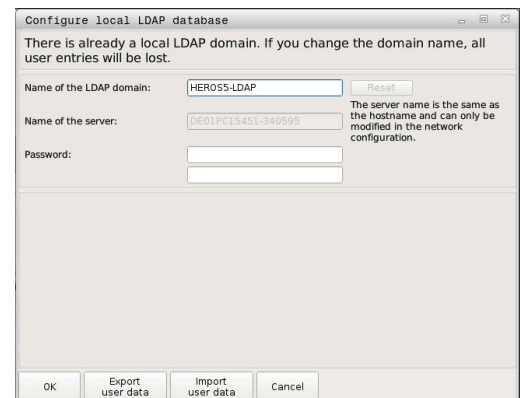 Configure local LDAP database
There is already a local LDAP domain. If you change the domain name, all
user entries will be lost.
Name of the LDAP domain:
HEROS5-LDAP
Reset
The server name is the same as
the hostname and can only be
modified in the network
configuration.
Name of the server:
DE01PC15451-340595
Password:
OK
Export
user data
Import
user data
Cancel